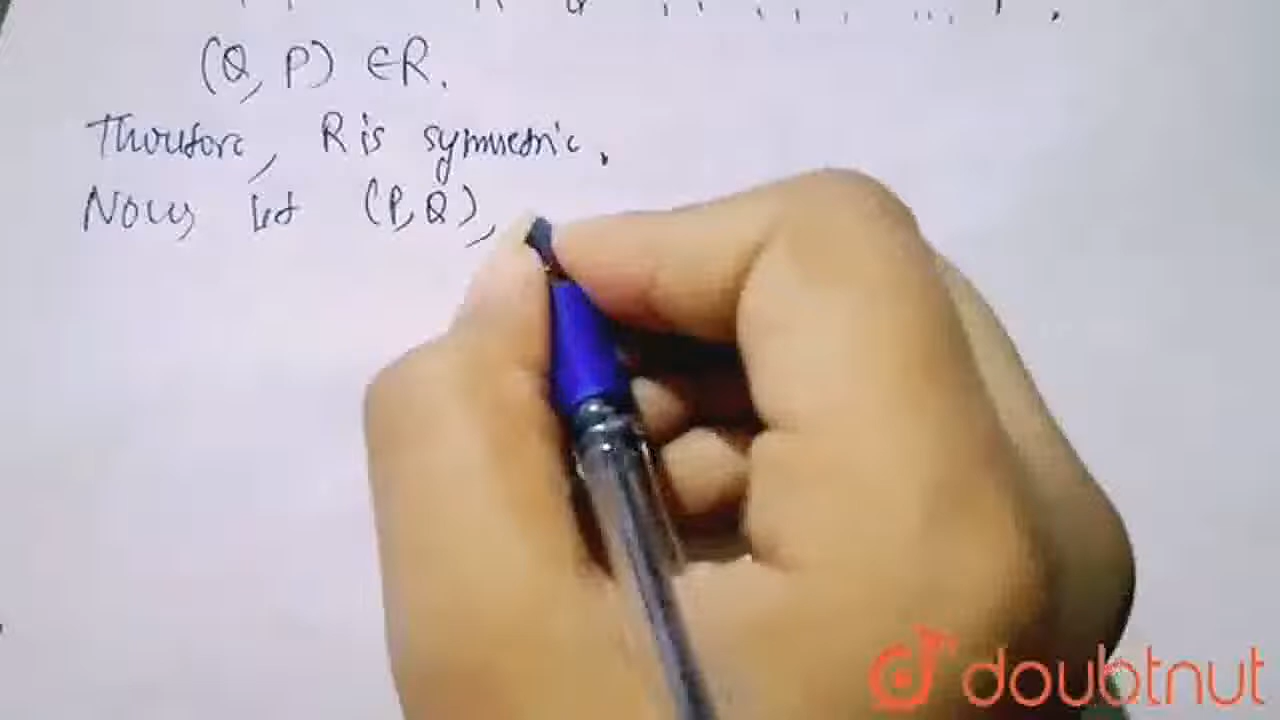 (Q, P) ∈ R.
Therefore, R is symmetric.
Now let (P, Q),
doubtnut